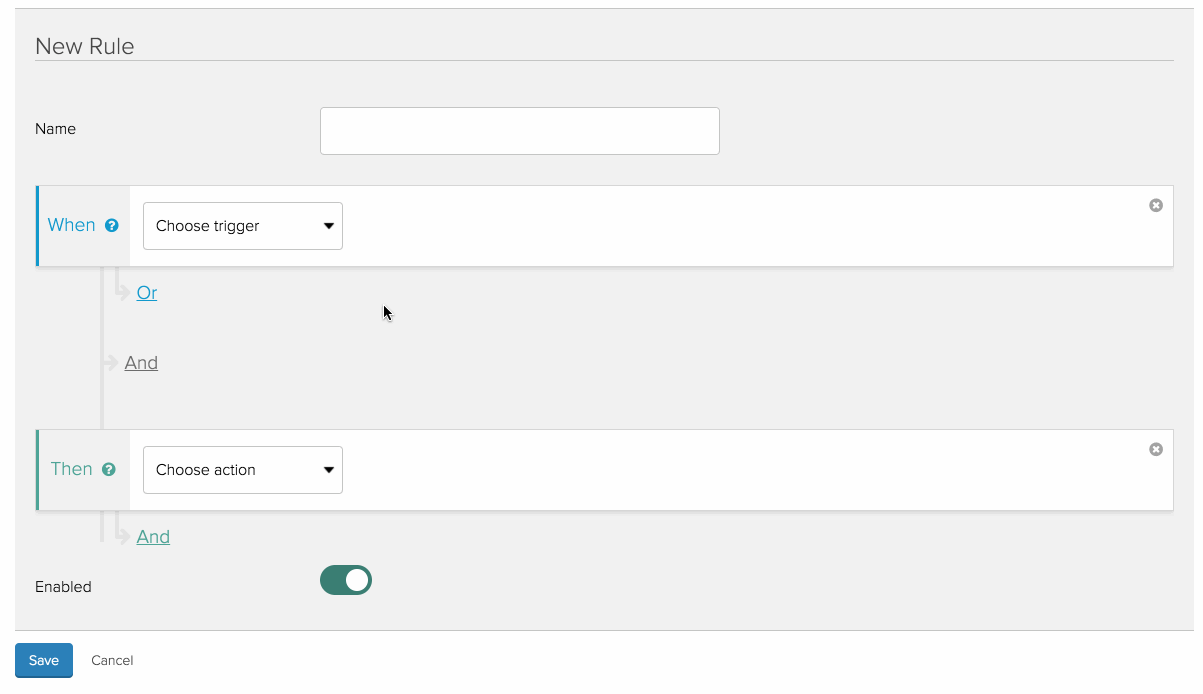 New Rule
Name
When ?
Choose trigger
Or
And
Then ?
Choose action
And
Enabled
Save
Cancel